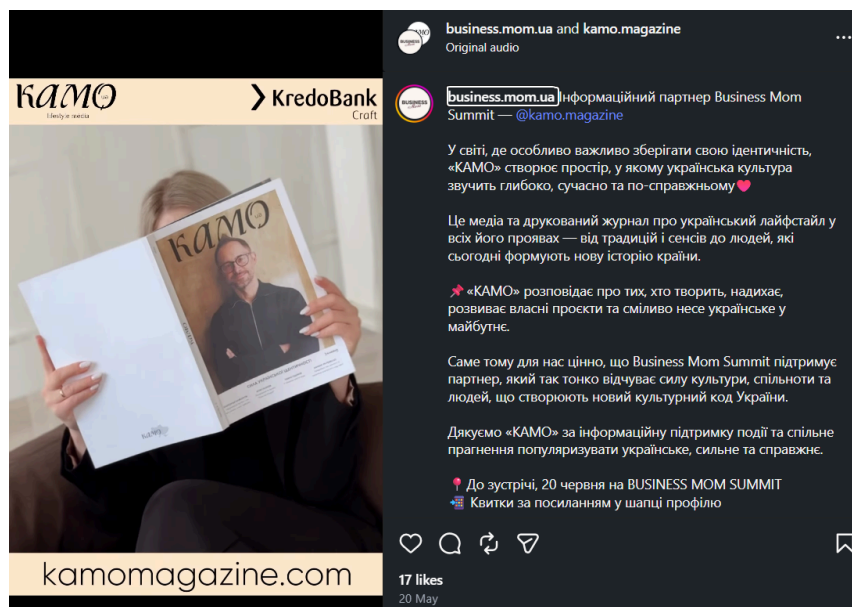 КАМО
lifestyle media
KredoBank
Craft
КАМО
КАМО
kamomagazine.com
business.mom.ua and kamo.magazine
Original audio
business.mom.ua Інформаційний партнер Business Mom
Summit — @kamo.magazine
У світі, де особливо важливо зберігати свою ідентичність,
«КАМО» створює простір, у якому українська культура
звучить глибоко, сучасно та по-справжньому❤️
Це медіа та друкований журнал про український лайфстайл у
всіх його проявах — від традицій і сенсів до людей, які
сьогодні формують нову історію країни.
📌«КАМО» розповідає про тих, хто творить, надихає,
розвиває власні проєкти та сміливо несе українське у
майбутнє.
Саме тому для нас цінно, що Business Mom Summit підтримує
партнер, який так тонко відчуває силу культури, спільноти та
людей, що створюють новий культурний код України.
Дякуємо «КАМО» за інформаційну підтримку події та спільне
прагнення популяризувати українське, сильне та справжнє.
📍До зустрічі, 20 червня на BUSINESS MOM SUMMIT
📲 Квитки за посиланням у шапці профілю
17 likes
20 May